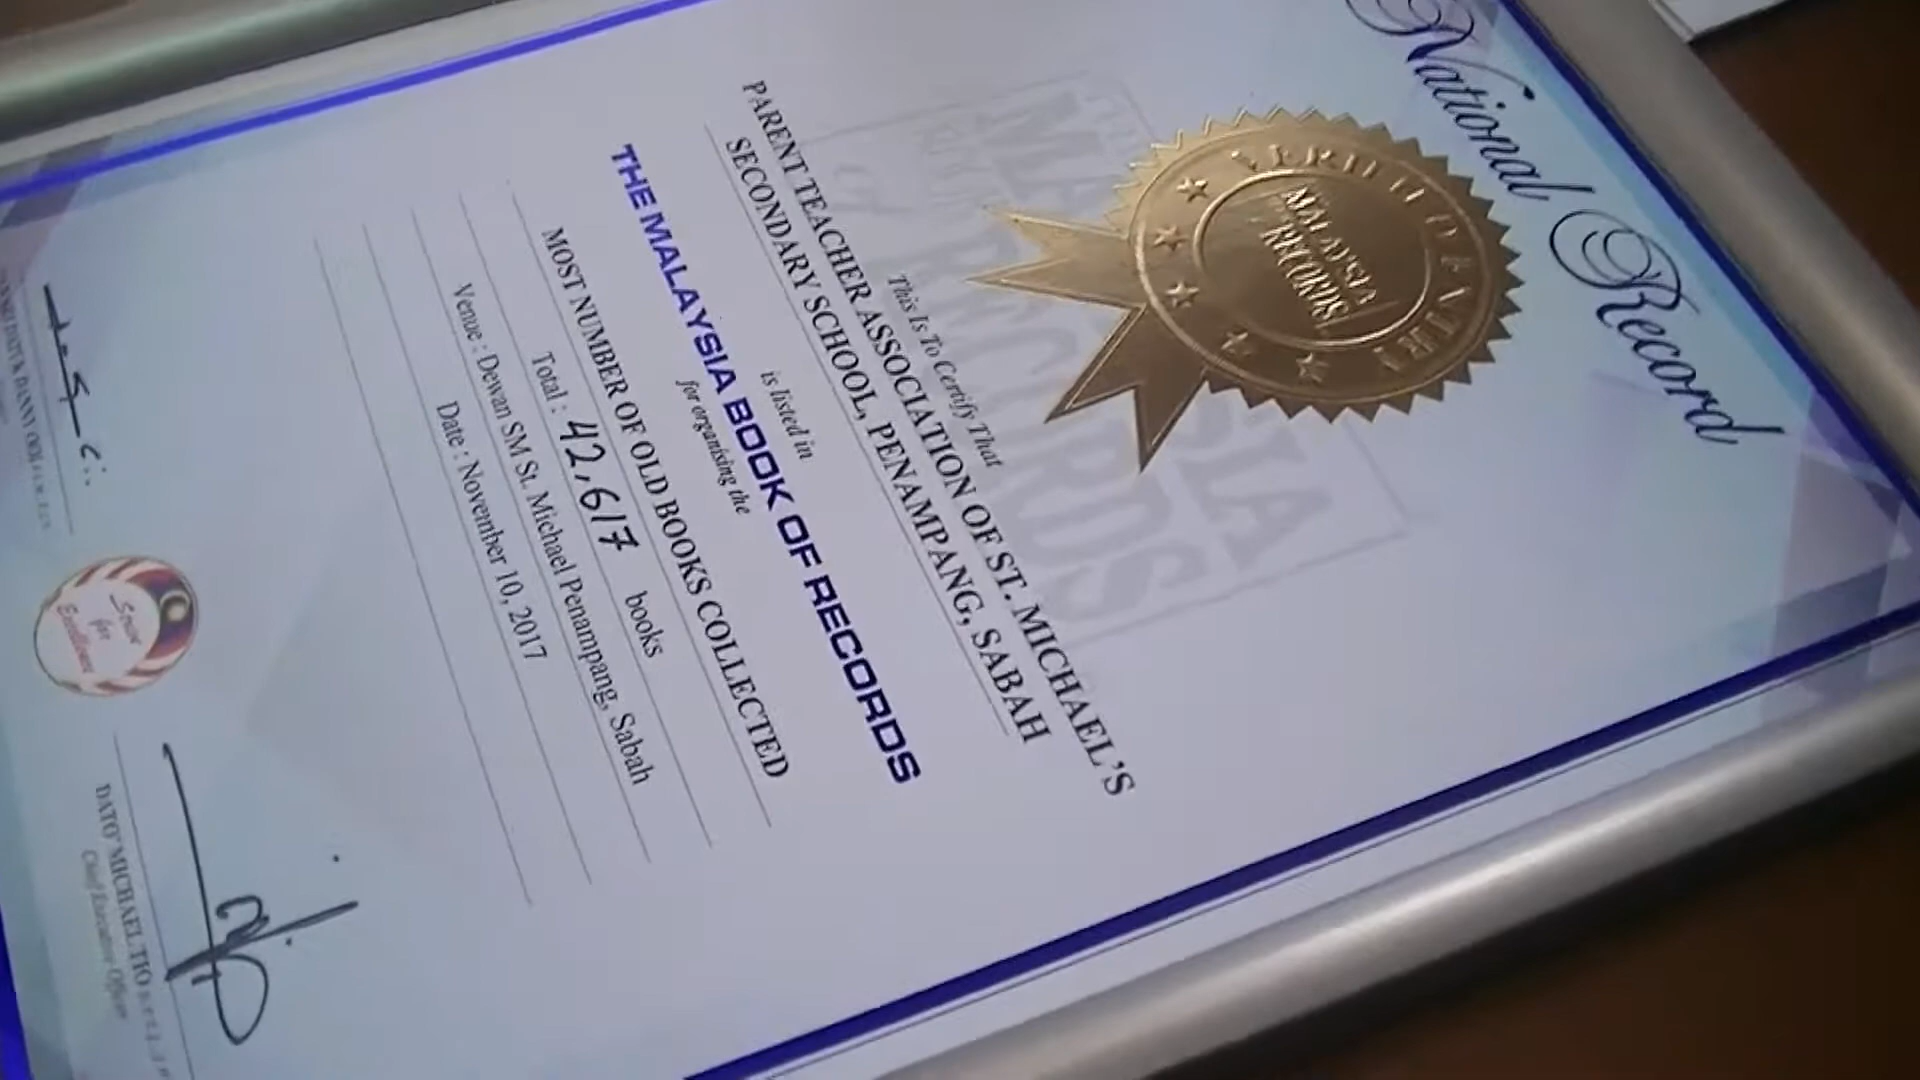 National Record
MALAYSIA
RECORDS
This Is To Certify That
PARENT TEACHER ASSOCIATION OF ST. MICHAEL'S
SECONDARY SCHOOL, PENAMPANG, SABAH
is listed in
THE MALAYSIA BOOK OF RECORDS
for organising the
MOST NUMBER OF OLD BOOKS COLLECTED
Total : 42,617 books
Venue : Dewan SM St. Michael Penampang, Sabah
Date : November 10, 2017
DATO' MICHAEL TIO
Chief Executive Officer